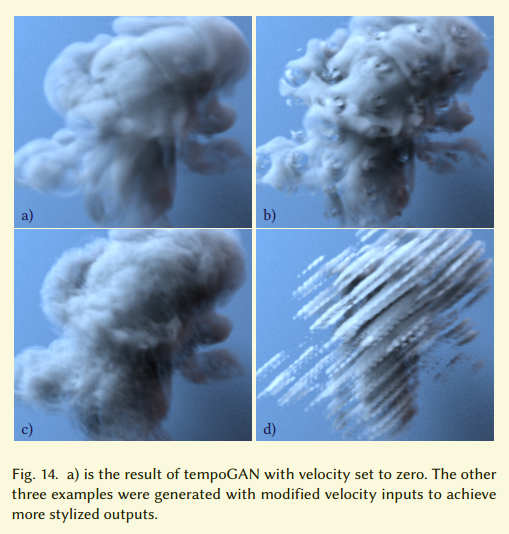 a)
b)
c)
d)
Fig. 14. a) is the result of tempoGAN with velocity set to zero. The other
three examples were generated with modified velocity inputs to achieve
more stylized outputs.